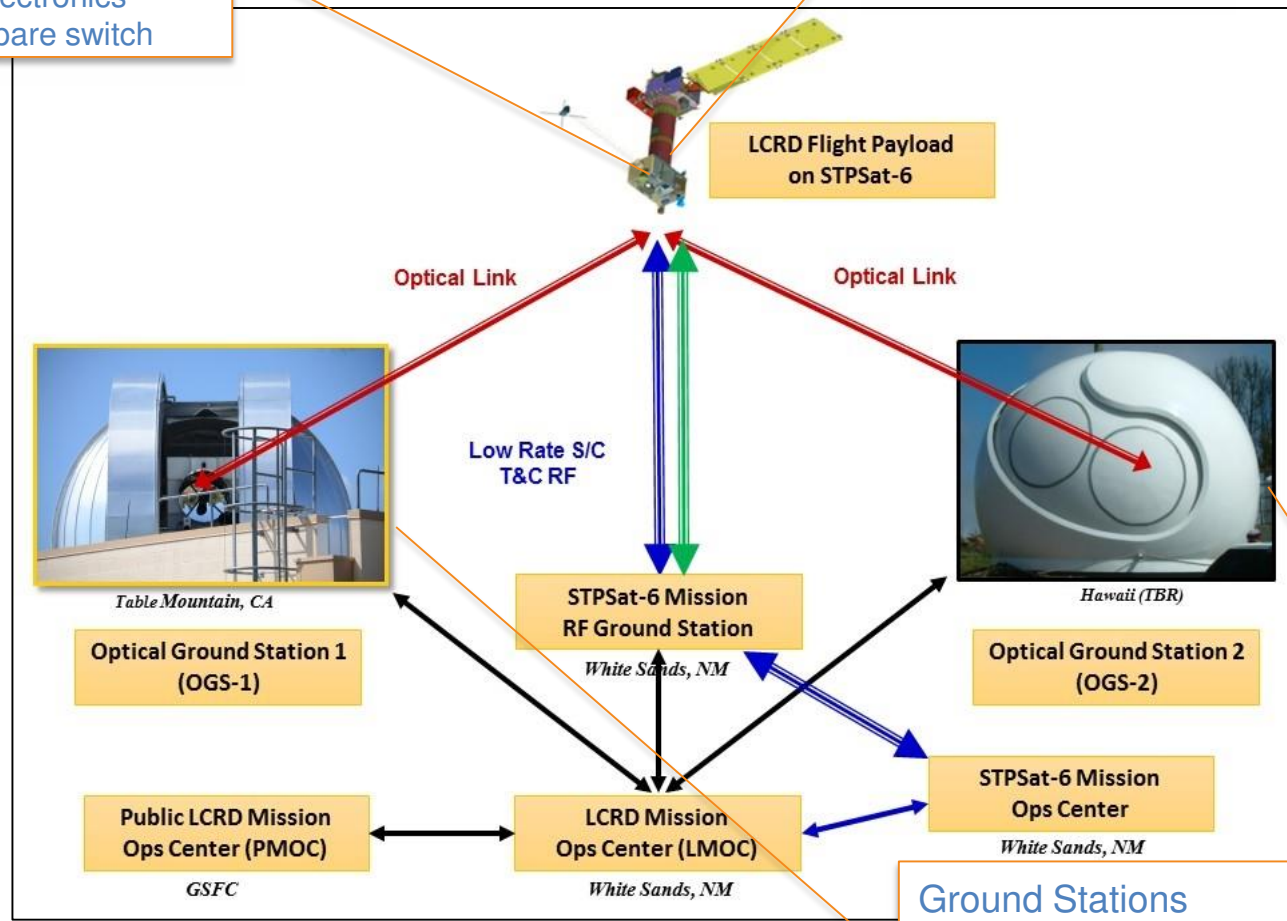 ectronics
pare switch
LCRD Flight Payload
on STPSat-6
Optical Link
Optical Link
Low Rate S/C
T&C RF
Table Mountain, CA
Hawaii (TBR)
STPSat-6 Mission
RF Ground Station
White Sands, NM
Optical Ground Station 1
(OGS-1)
Optical Ground Station 2
(OGS-2)
STPSat-6 Mission
Ops Center
White Sands, NM
Public LCRD Mission
Ops Center (PMOC)
GSFC
LCRD Mission
Ops Center (LMOC)
White Sands, NM
Ground Stations